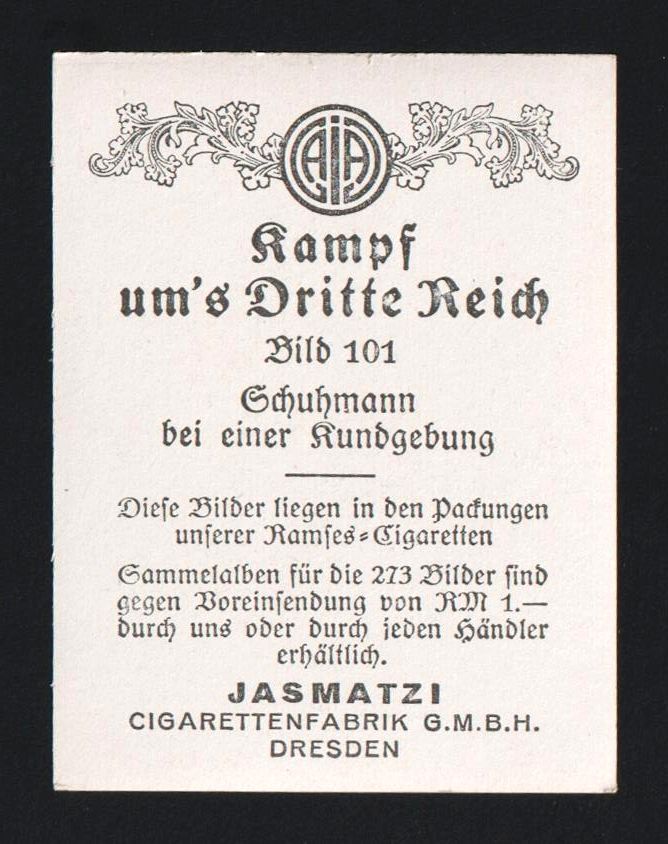 Kampf
um's Dritte Reich
Bild 101
Schuhmann
bei einer Kundgebung
Diese Bilder liegen in den Packungen
unserer Ramses-Cigaretten
Sammelalben für die 273 Bilder sind
gegen Voreinsendung von RM 1.—
durch uns oder durch jeden Händler
erhältlich.
JASMATZI
CIGARETTENFABRIK G.M.B.H.
DRESDEN